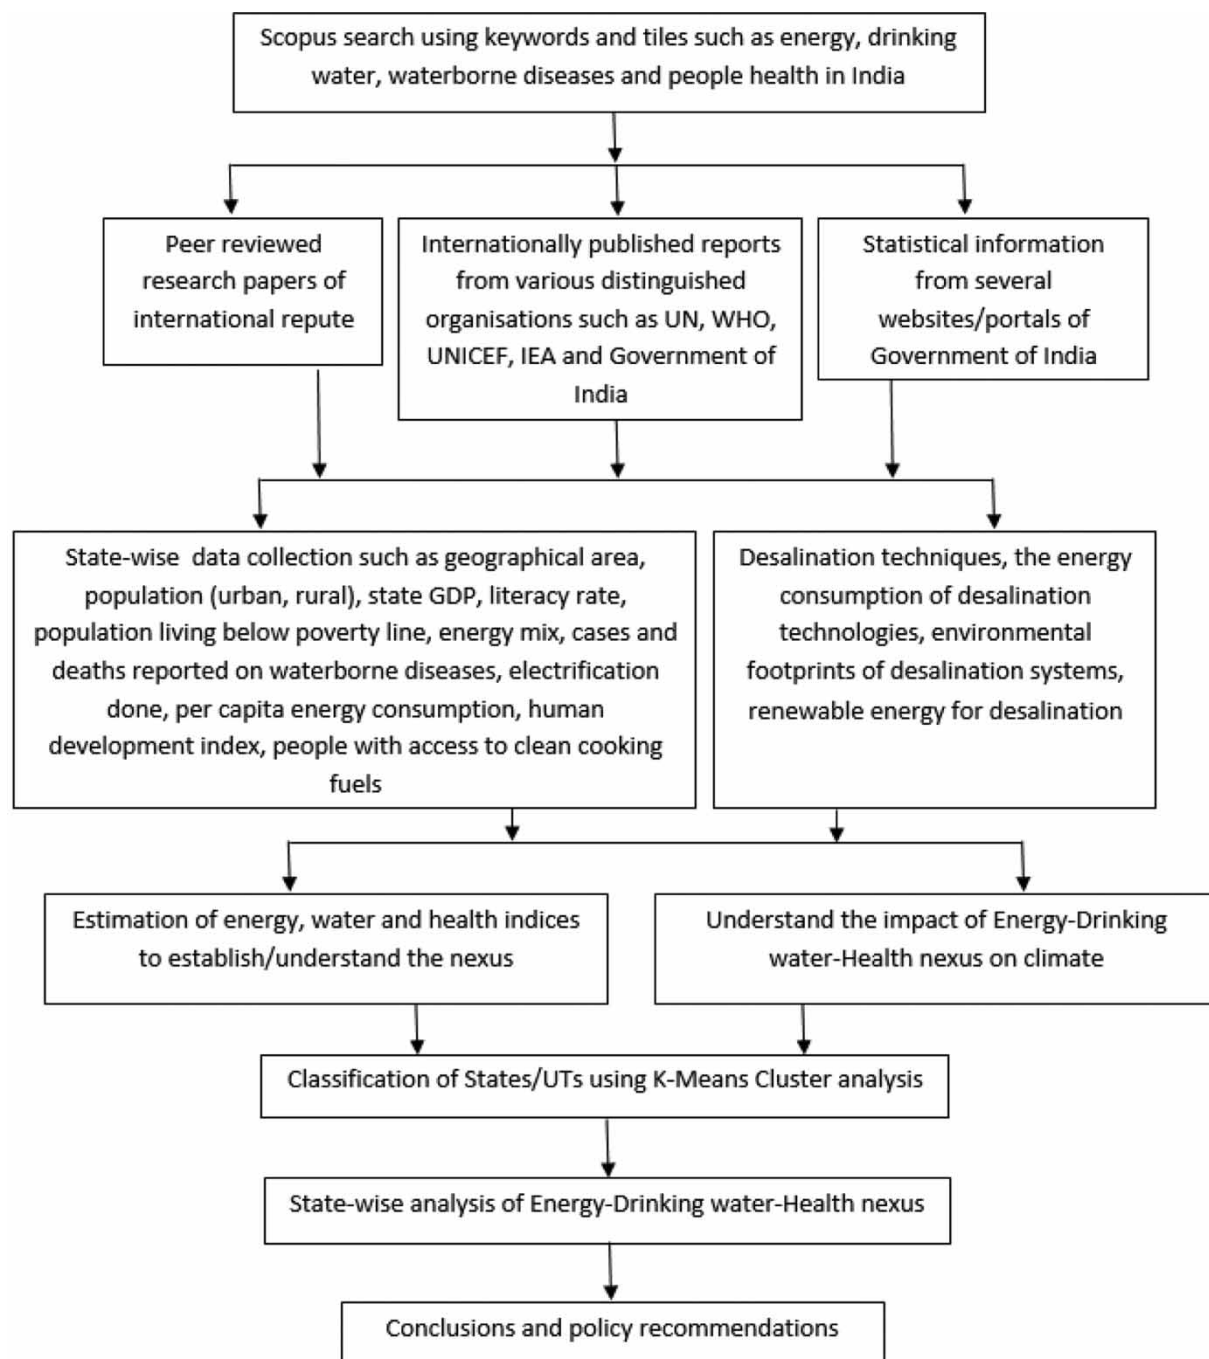 Scopus search using keywords and tiles such as energy, drinking
water, waterborne diseases and people health in India
Peer reviewed
research papers of
international repute
Internationally published reports
from various distinguished
organisations such as UN, WHO,
UNICEF, IEA and Government of
India
Statistical information
from several
websites/portals of
Government of India
State-wise data collection such as geographical area,
population (urban, rural), state GDP, literacy rate,
population living below poverty line, energy mix, cases and
deaths reported on waterborne diseases, electrification
done, per capita energy consumption, human
development index, people with access to clean cooking
fuels
Desalination techniques, the energy
consumption of desalination
technologies, environmental
footprints of desalination systems,
renewable energy for desalination
Estimation of energy, water and health indices
to establish/understand the nexus
Understand the impact of Energy-Drinking
water-Health nexus on climate
Classification of States/UTs using K-Means Cluster analysis
State-wise analysis of Energy-Drinking water-Health nexus
Conclusions and policy recommendations